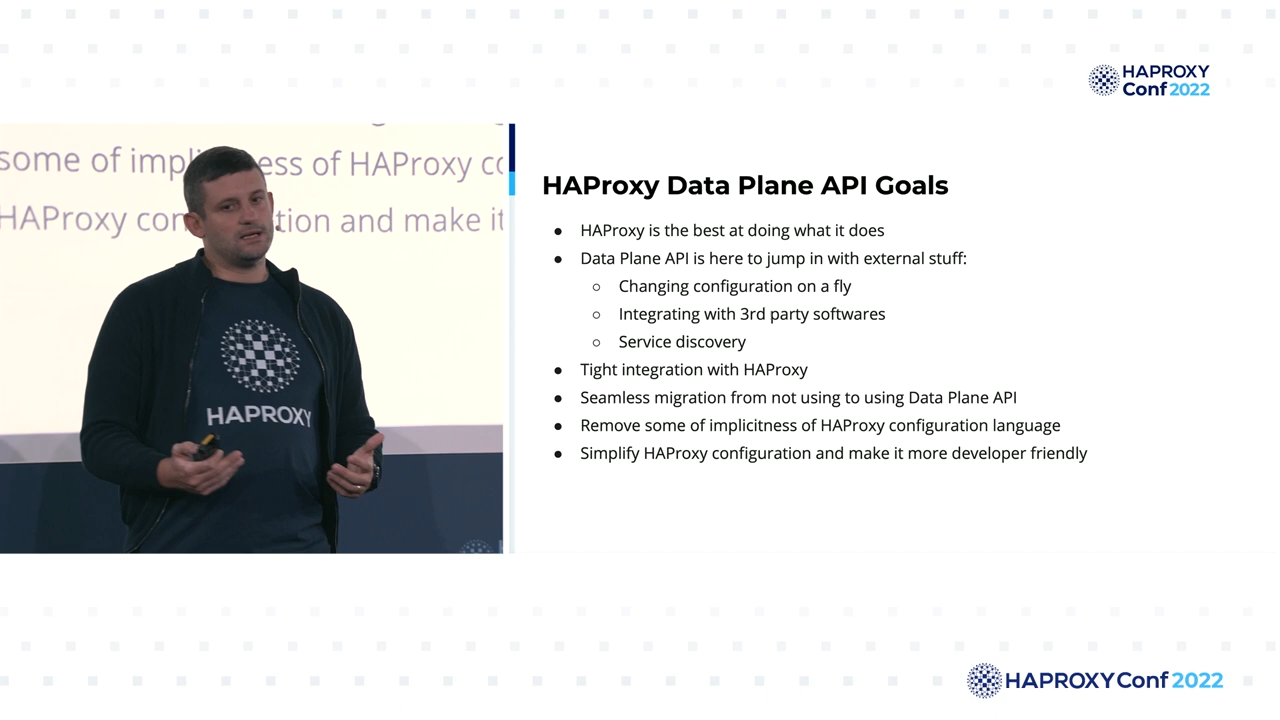 HAPROXY
Conf 2022
some of impl ess of HAProxy co
HAProxy con tion and make it
HAPROXY
HAProxy Data Plane API Goals
● HAProxy is the best at doing what it does
● Data Plane API is here to jump in with external stuff:
○ Changing configuration on a fly
○ Integrating with 3rd party softwares
○ Service discovery
● Tight integration with HAProxy
● Seamless migration from not using to using Data Plane API
● Remove some of implicitness of HAProxy configuration language
● Simplify HAProxy configuration and make it more developer friendly
HAPROXY Conf 2022